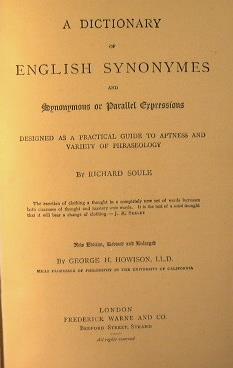 A DICTIONARY
OF
ENGLISH SYNONYMES
AND
Synonymous or Parallel Expressions
DESIGNED AS A PRACTICAL GUIDE TO APTNESS AND
VARIETY OF PHRASEOLOGY
BY RICHARD SOULE
The exertion of clothing a thought in a completely new set of words increases
both clearness of thought and mastery over words. It is the test of a solid thought
that it will bear a change of clothing.—J. R. SEELEY
New Edition, Revised and Enlarged
BY GEORGE H. HOWISON, LL.D.
MILLS PROFESSOR OF PHILOSOPHY IN THE UNIVERSITY OF CALIFORNIA
LONDON
FREDERICK WARNE AND CO.
BEDFORD STREET, STRAND
All rights reserved